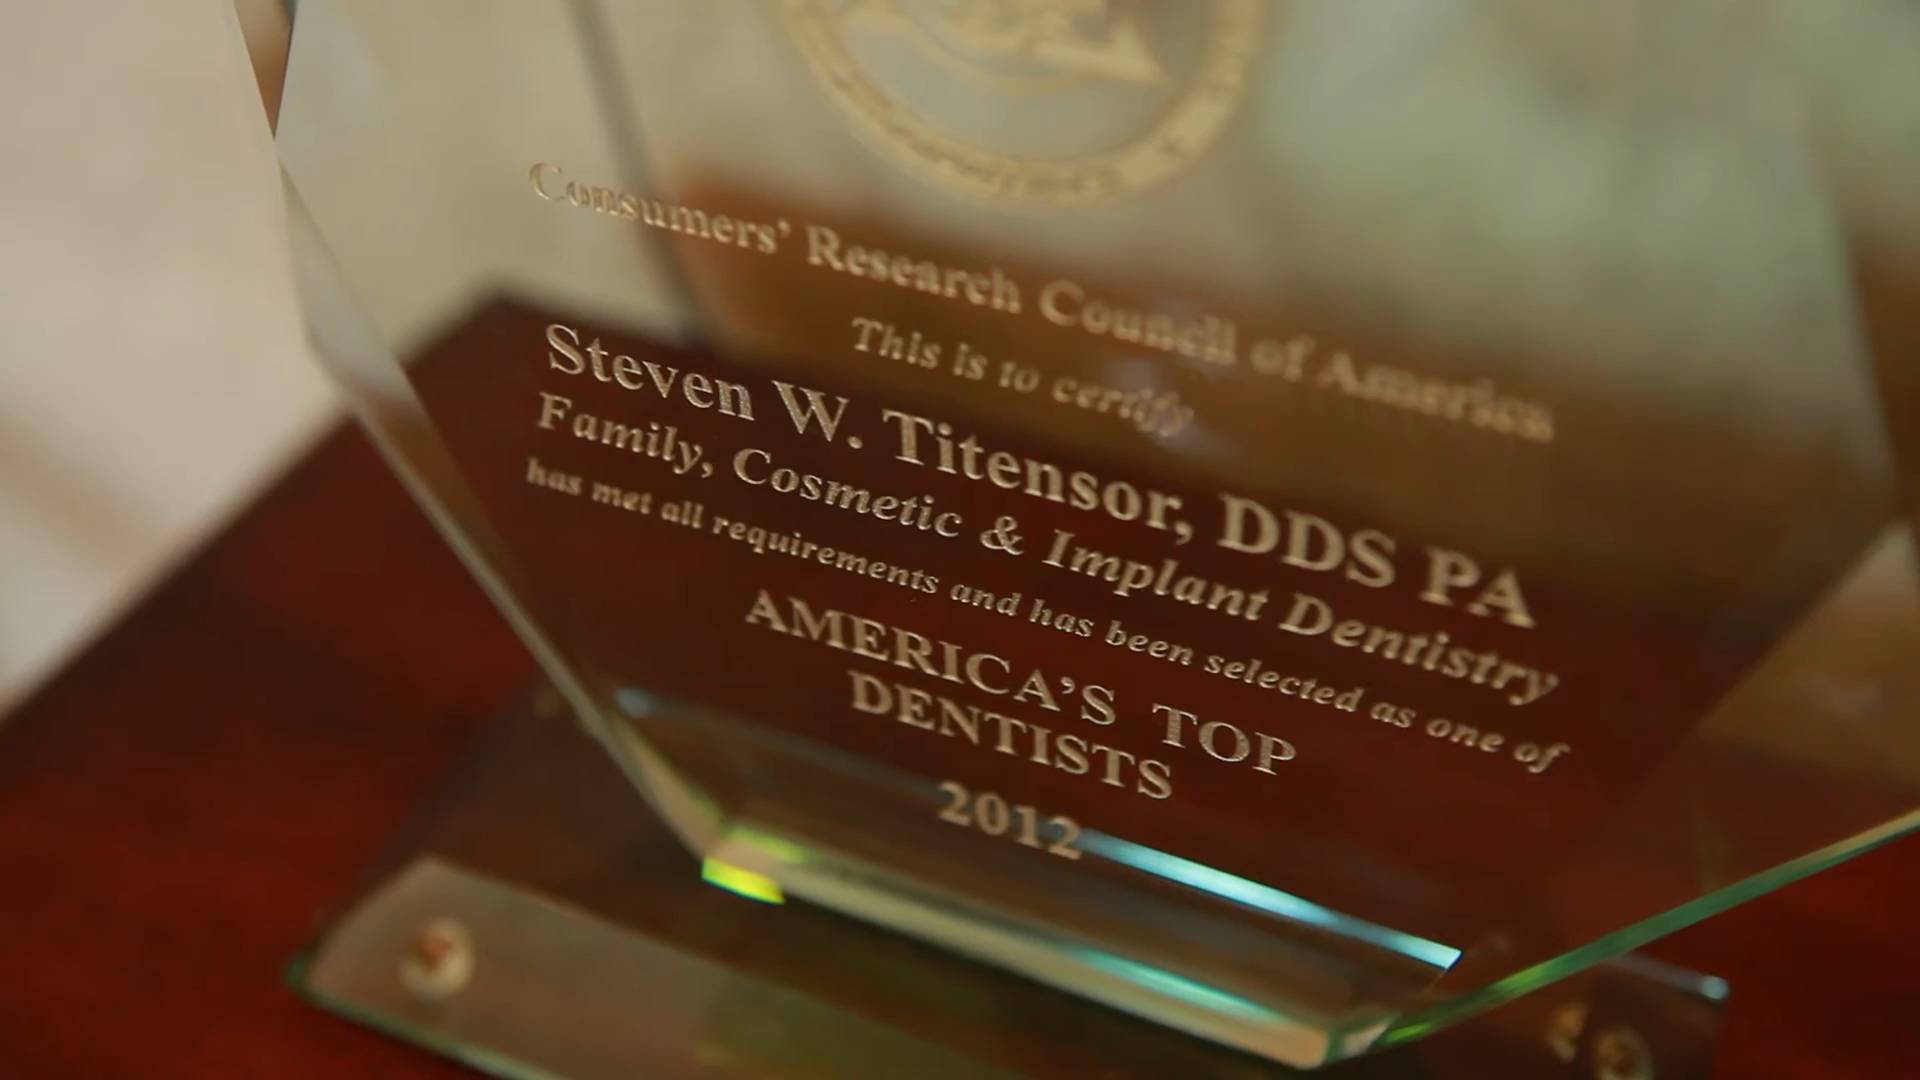 Consumers' Research Council of America
This is to certify
Steven W. Titensor, DDS PA
Family, Cosmetic & Implant Dentistry
has met all requirements and has been selected as one of
AMERICA'S TOP
DENTISTS
2012